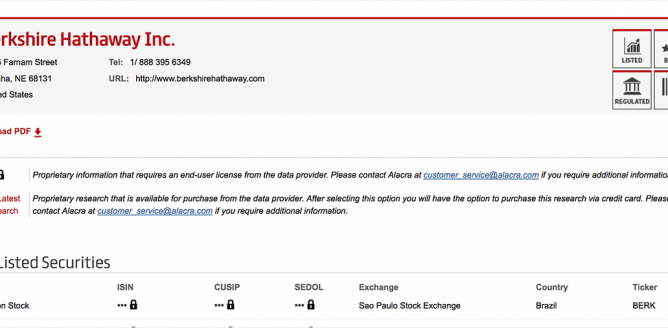 erkshire Hathaway Inc.
Farnam Street Tel: 1/ 888 395 6349
ha, NE 68131 URL: http://www.berkshirehathaway.com
ed States
LISTED
R
REGULATED
oad PDF
Proprietary information that requires an end-user license from the data provider. Please contact Alacra at customer_service@alacra.com if you require additional informatio
Latest Proprietary research that is available for purchase from the data provider. After selecting this option you will have the option to purchase this research via credit card. Pleas
earch contact Alacra at customer_service@alacra.com if you require additional information.
Listed Securities
ISIN CUSIP SEDOL Exchange Country Ticker
on Stock *** *** *** Sao Paulo Stock Exchange Brazil BERK